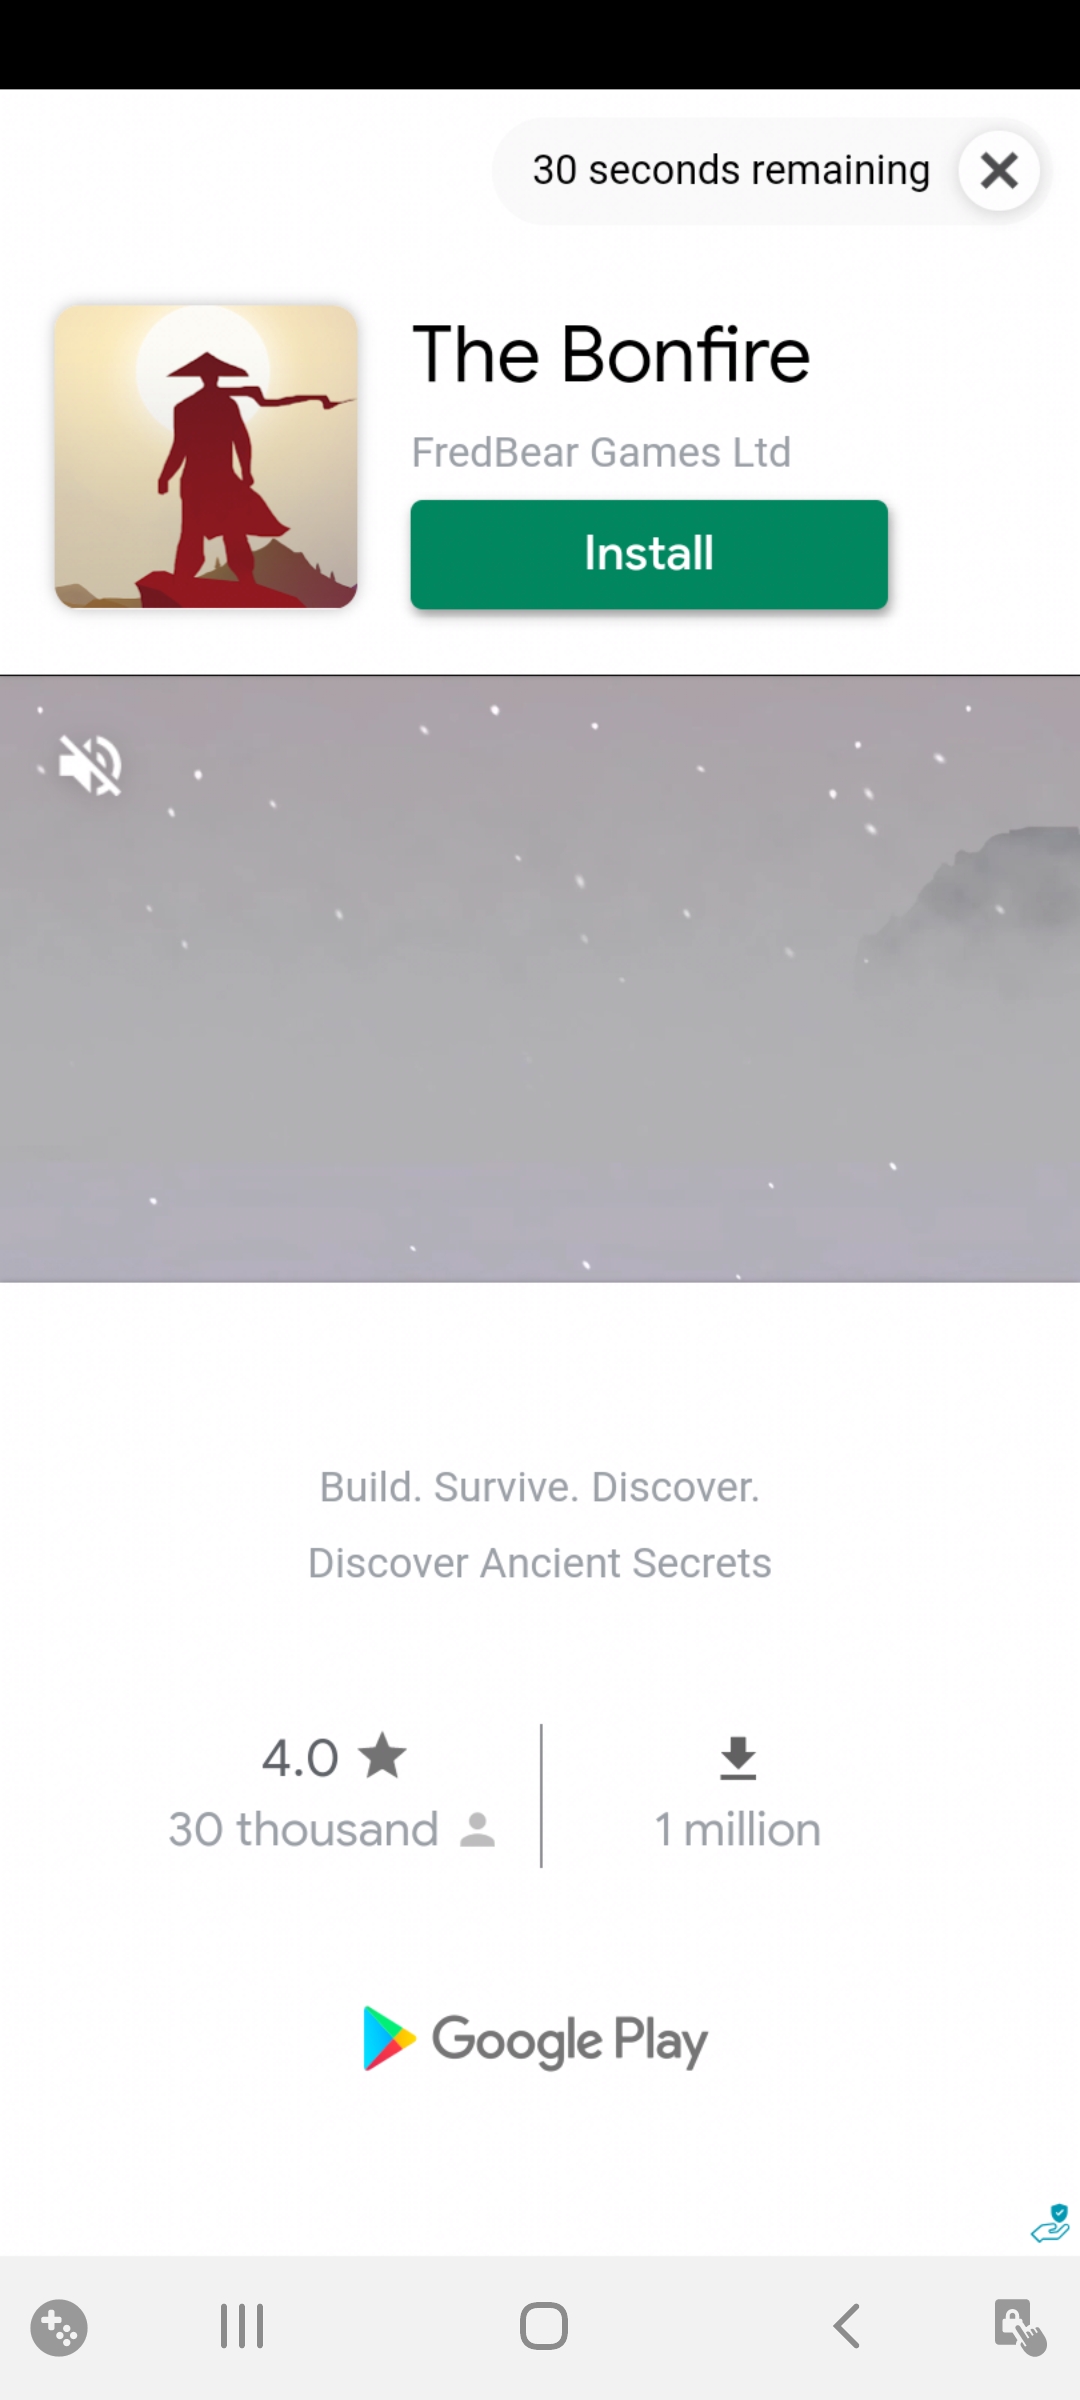 30 seconds remaining
The Bonfire
FredBear Games Ltd
Install
Build. Survive. Discover.
Discover Ancient Secrets
4.0
30 thousand
1 million
Google Play